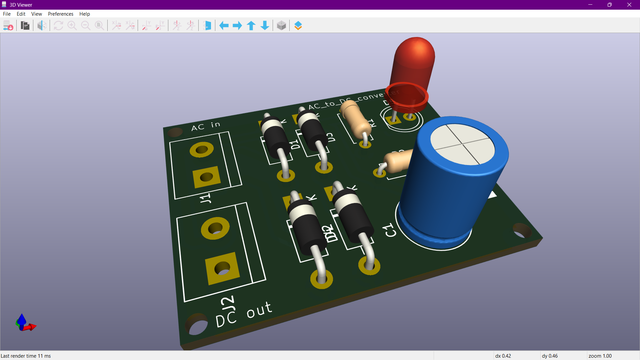 3D Viewer
File Edit View Preferences Help
AC_to_DC_conve
AC in
J1
D1
D3
R1
J2
D2
C1
K
K
DC out
Last render time 11 ms
dx 0.42
dy 0.46
zoom 1.00